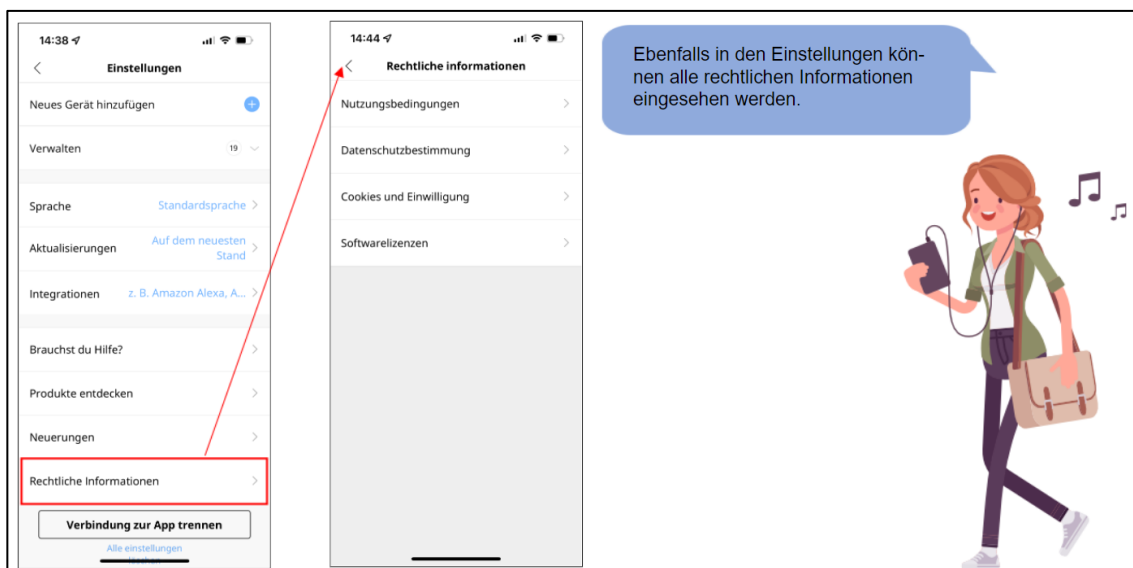 14:38
Einstellungen
Neues Gerät hinzufügen
Verwalten 19
Sprache Standardsprache
Aktualisierungen Auf dem neuesten
Stand
Integrationen z. B. Amazon Alexa, A...
Brauchst du Hilfe?
Produkte entdecken
Neuerungen
Rechtliche Informationen
Verbindung zur App trennen
Alle einstellungen
14:44
Rechtliche informationen
Nutzungsbedingungen
Datenschutzbestimmung
Cookies und Einwilligung
Softwarelizenzen
Ebenfalls in den Einstellungen kön-
nen alle rechtlichen Informationen
eingesehen werden.